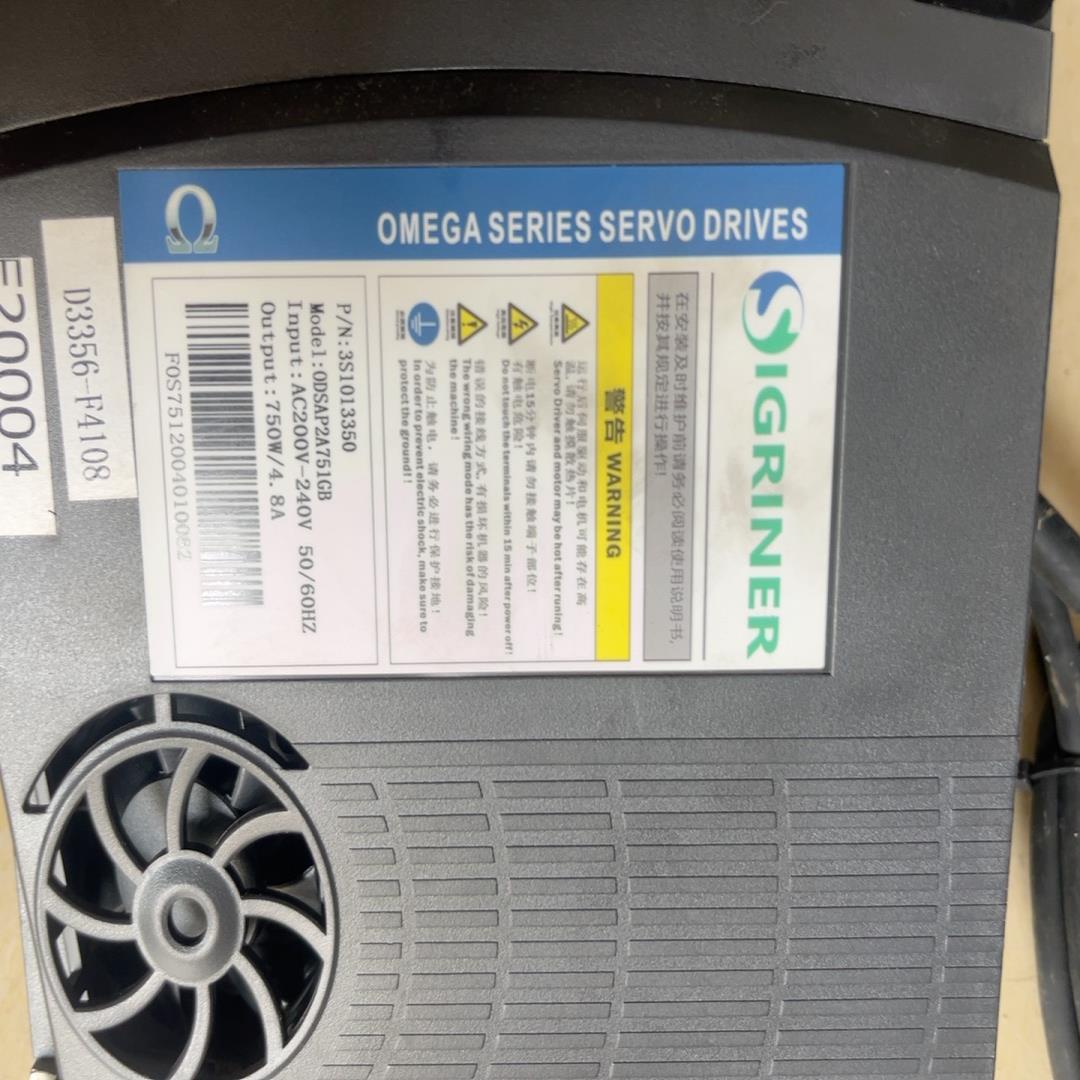 OMEGA SERIES SERVO DRIVES
SIGRINER
在安装及时维护前请务必阅读使用说明书,
并按其规定进行操作!
警告 WARNING
运行后伺服驱动和电机可能存在高
温, 请勿触摸散热片!
Servo Driver and motor may be hot after runing!
断电15分钟内请勿接触端子部位!
有触电危险!
Do not touch the terminals within 15 min after power off!
错误的接线方式, 有损坏机器的风险!
The wrong wiring mode has the risk of damaging
the machine!
为防止触电, 请务必进行保护接地!
In order to prevent electric shock, make sure to
protect the ground!!
P/N:3S1013350
Model:ODSAP2A751GB
Input:AC200V-240V 50/60HZ
Output:750W/4.8A
F0S7512004010082
D3356-F4108
E20004